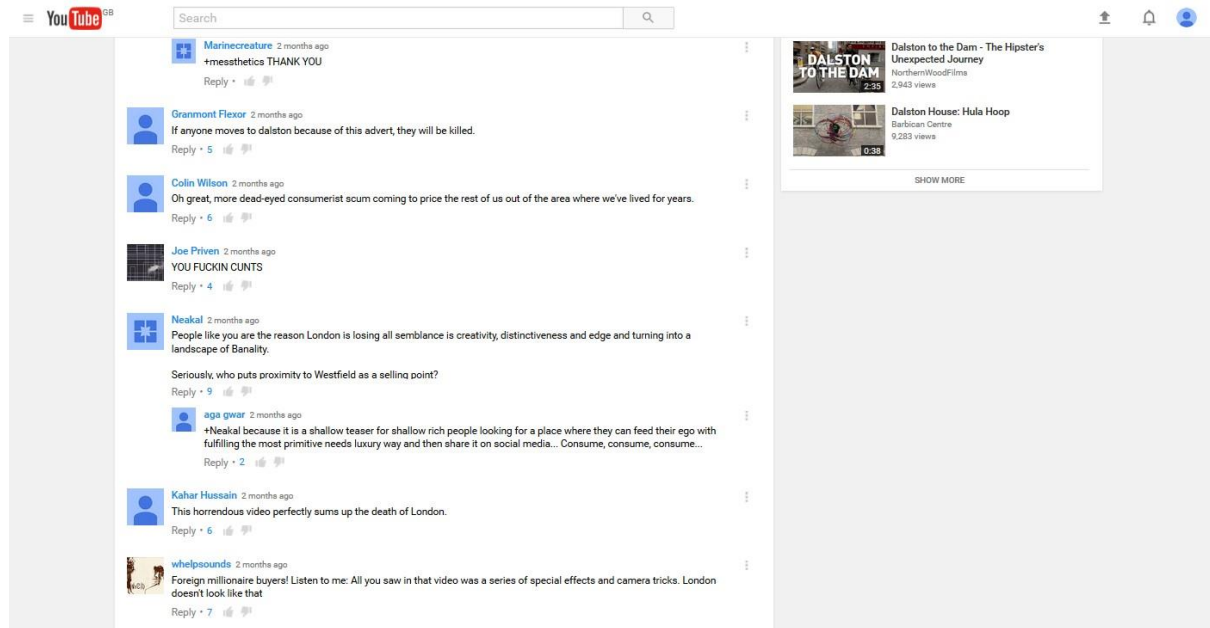 YouTube GB
Search
Marinecreature 2 months ago
+messthetics THANK YOU
Reply •
Granmont Flexor 2 months ago
If anyone moves to dalston because of this advert, they will be killed.
Reply • 5
Colin Wilson 2 months ago
Oh great, more dead-eyed consumerist scum coming to price the rest of us out of the area where we've lived for years.
Reply • 6
Joe Priven 2 months ago
YOU FUCKIN CUNTS
Reply • 4
Neakal 2 months ago
People like you are the reason London is losing all semblance is creativity, distinctiveness and edge and turning into a
landscape of Banality.
Seriously, who puts proximity to Westfield as a selling point?
Reply • 9
aga gwar 2 months ago
+Neakal because it is a shallow teaser for shallow rich people looking for a place where they can feed their ego with
fulfilling the most primitive needs luxury way and then share it on social media... Consume, consume, consume...
Reply • 2
Kahar Hussain 2 months ago
This horrendous video perfectly sums up the death of London.
Reply • 6
whelpsounds 2 months ago
Foreign millionaire buyers! Listen to me: All you saw in that video was a series of special effects and camera tricks. London
doesn't look like that
Reply • 7
DALSTON
TO THE DAM
2:35
Dalston to the Dam - The Hipster's
Unexpected Journey
NorthernWoodFilms
2,943 views
0:38
Dalston House: Hula Hoop
Barbican Centre
9,283 views
SHOW MORE